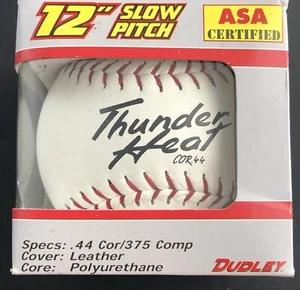 12" SLOW
PITCH
ASA
CERTIFIED
Thunder
Heat
COR.44
Specs: .44 Cor/375 Comp
Cover: Leather
Core: Polyurethane
DUDLEY